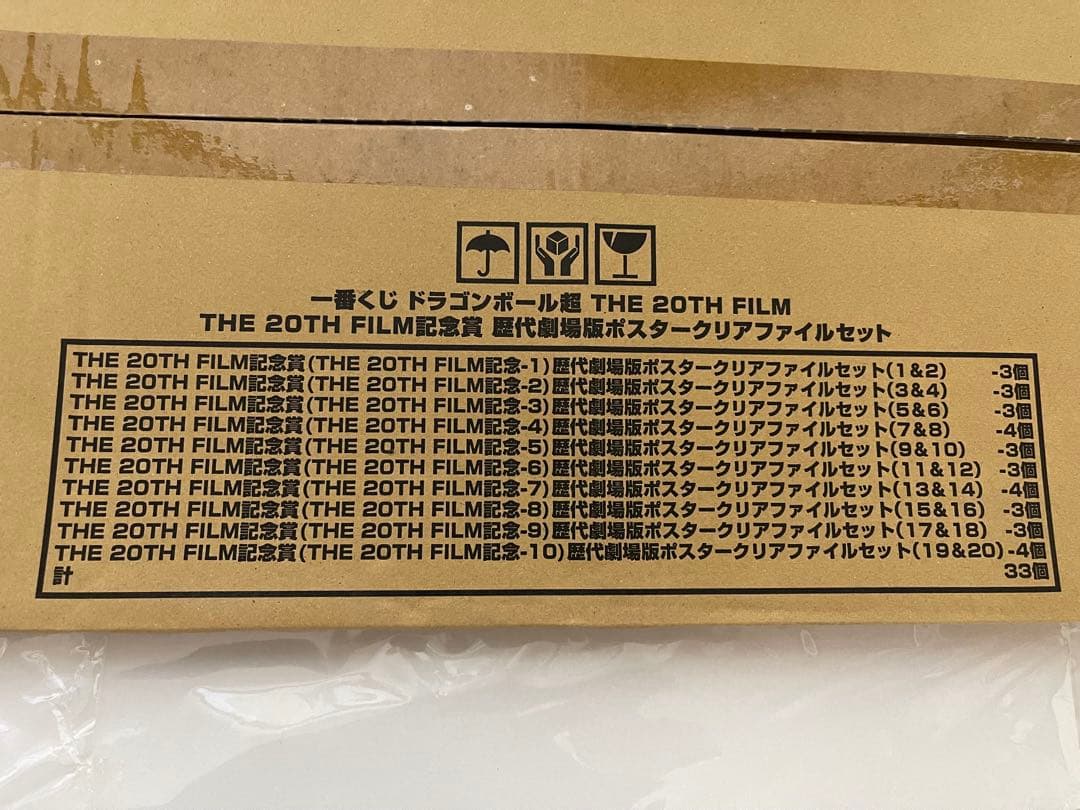 一番くじ ドラゴンボール超 THE 20TH FILM
THE 20TH FILM記念賞 歴代劇場版ポスタークリアファイルセット
THE 20TH FILM記念賞(THE 20TH FILM記念-1)歴代劇場版ポスタークリアファイルセット(1&2) -3個
THE 20TH FILM記念賞(THE 20TH FILM記念-2)歴代劇場版ポスタークリアファイルセット(3&4) -3個
THE 20TH FILM記念賞(THE 20TH FILM記念-3)歴代劇場版ポスタークリアファイルセット(5&6) -3個
THE 20TH FILM記念賞(THE 20TH FILM記念-4)歴代劇場版ポスタークリアファイルセット(7&8) -4個
THE 20TH FILM記念賞(THE 20TH FILM記念-5)歴代劇場版ポスタークリアファイルセット(9&10) -3個
THE 20TH FILM記念賞(THE 20TH FILM記念-6)歴代劇場版ポスタークリアファイルセット(11&12) -3個
THE 20TH FILM記念賞(THE 20TH FILM記念-7)歴代劇場版ポスタークリアファイルセット(13&14) -4個
THE 20TH FILM記念賞(THE 20TH FILM記念-8)歴代劇場版ポスタークリアファイルセット(15&16) -3個
THE 20TH FILM記念賞(THE 20TH FILM記念-9)歴代劇場版ポスタークリアファイルセット(17&18) -3個
THE 20TH FILM記念賞(THE 20TH FILM記念-10)歴代劇場版ポスタークリアファイルセット(19&20) -4個
計 33個